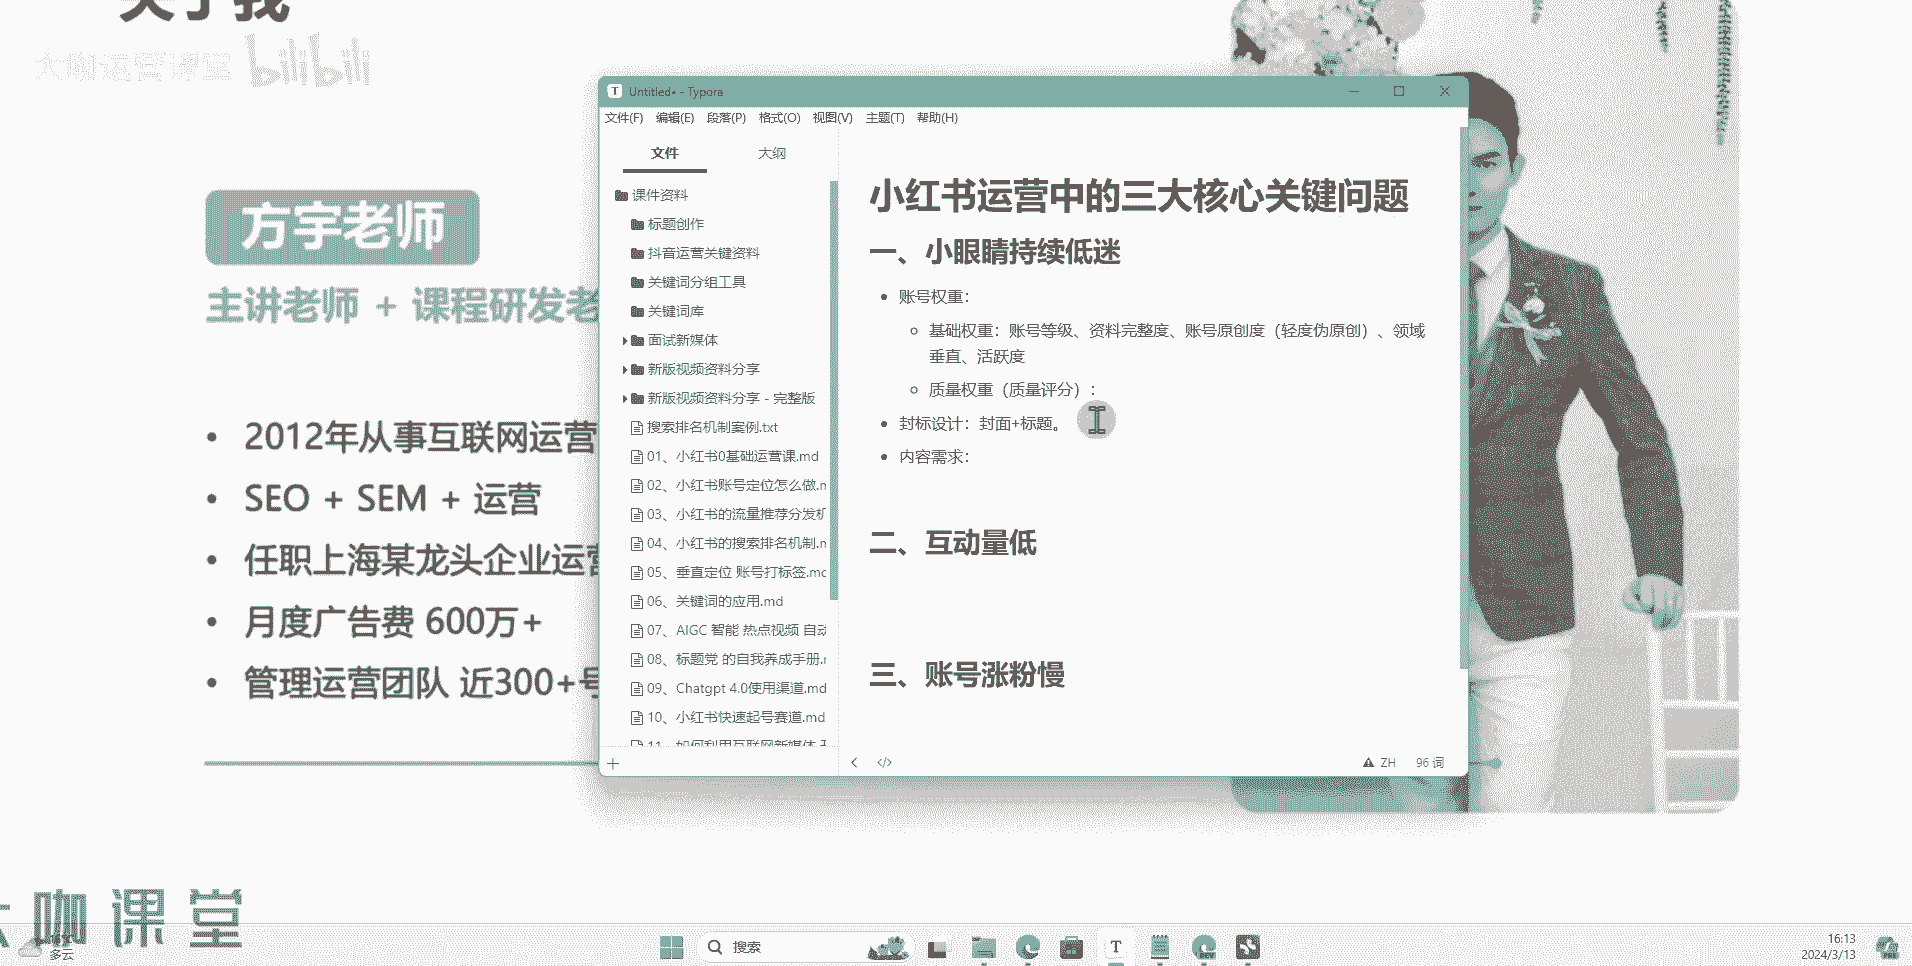 关于我
大咖运营课堂 bilibili
方宇老师
主讲老师 + 课程研发老
• 2012年从事互联网运营
• SEO + SEM + 运营
• 任职上海某龙头企业运营
• 月度广告费 600万+
• 管理运营团队 近300+号
咖课堂
Untitled• - Typora
文件(F) 编辑(E) 段落(P) 格式(O) 视图(V) 主题(T) 帮助(H)
文件 大纲
课件资料
标题创作
抖音运营关键资料
关键词分组工具
关键词库
面试新媒体
新版视频资料分享
新版视频资料分享 - 完整版
搜索排名机制案例.txt
01、小红书0基础运营课.md
02、小红书账号定位怎么做.m
03、小红书的流量推荐分发机
04、小红书的搜索排名机制.m
05、垂直定位 账号打标签.md
06、关键词的应用.md
07、AIGC 智能 热点视频 自动
08、标题党 的自我养成手册.m
09、Chatgpt 4.0使用渠道.md
10、小红书快速起号赛道.md
11、如何利用互联网新媒体
小红书运营中的三大核心关键问题
一、小眼睛持续低迷
• 账号权重：
◦ 基础权重：账号等级、资料完整度、账号原创度（轻度伪原创）、领域
垂直、活跃度
◦ 质量权重（质量评分）：
• 封标设计：封面+标题。
• 内容需求：
二、互动量低
三、账号涨粉慢
ZH 96 词
多云
搜索
16:13
2024/3/13